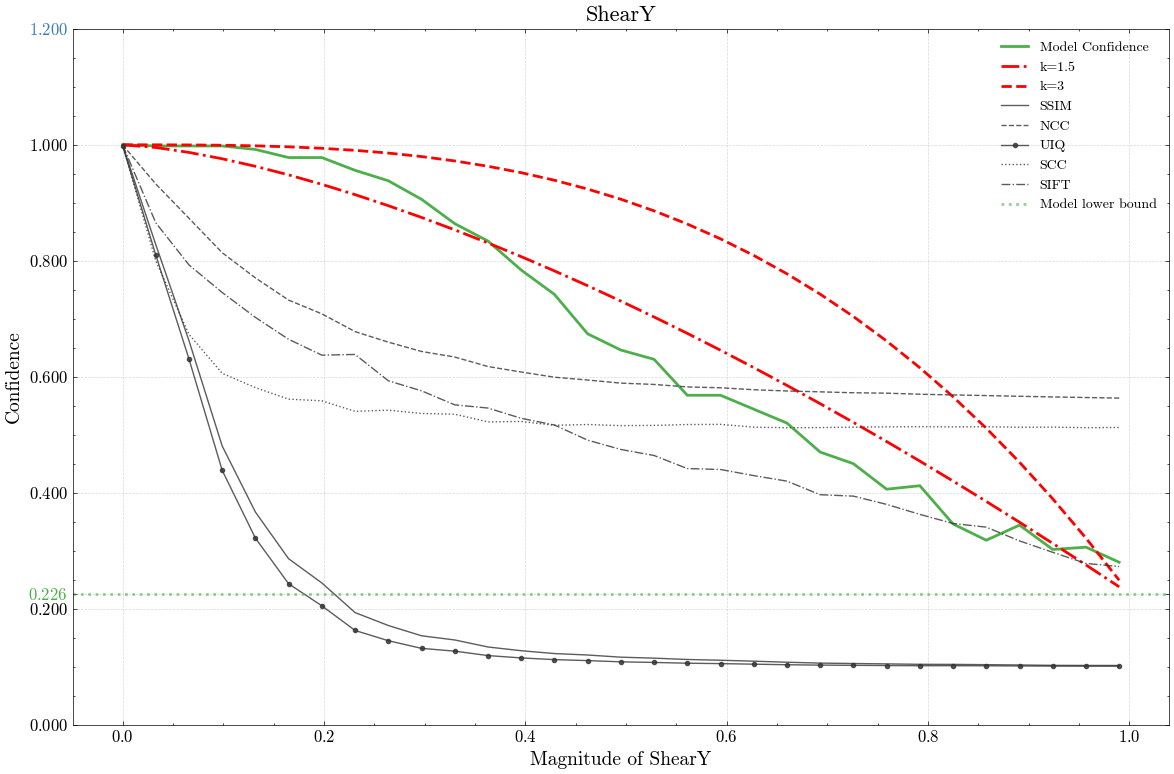 ShearY
1.200
1.000
0.800
0.600
0.400
0.226
0.200
0.000
Confidence
Model Confidence
k=1.5
k=3
SSIM
NCC
UIQ
SCC
SIFT
Model lower bound
0.0 0.2 0.4 0.6 0.8 1.0
Magnitude of ShearY